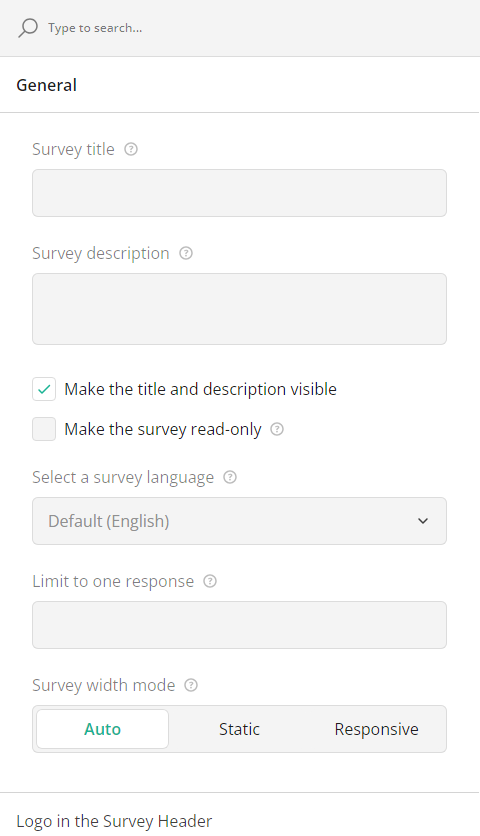 Type to search...
General
Survey title
Survey description
Make the title and description visible
Make the survey read-only
Select a survey language
Default (English)
Limit to one response
Survey width mode
Auto Static Responsive
Logo in the Survey Header